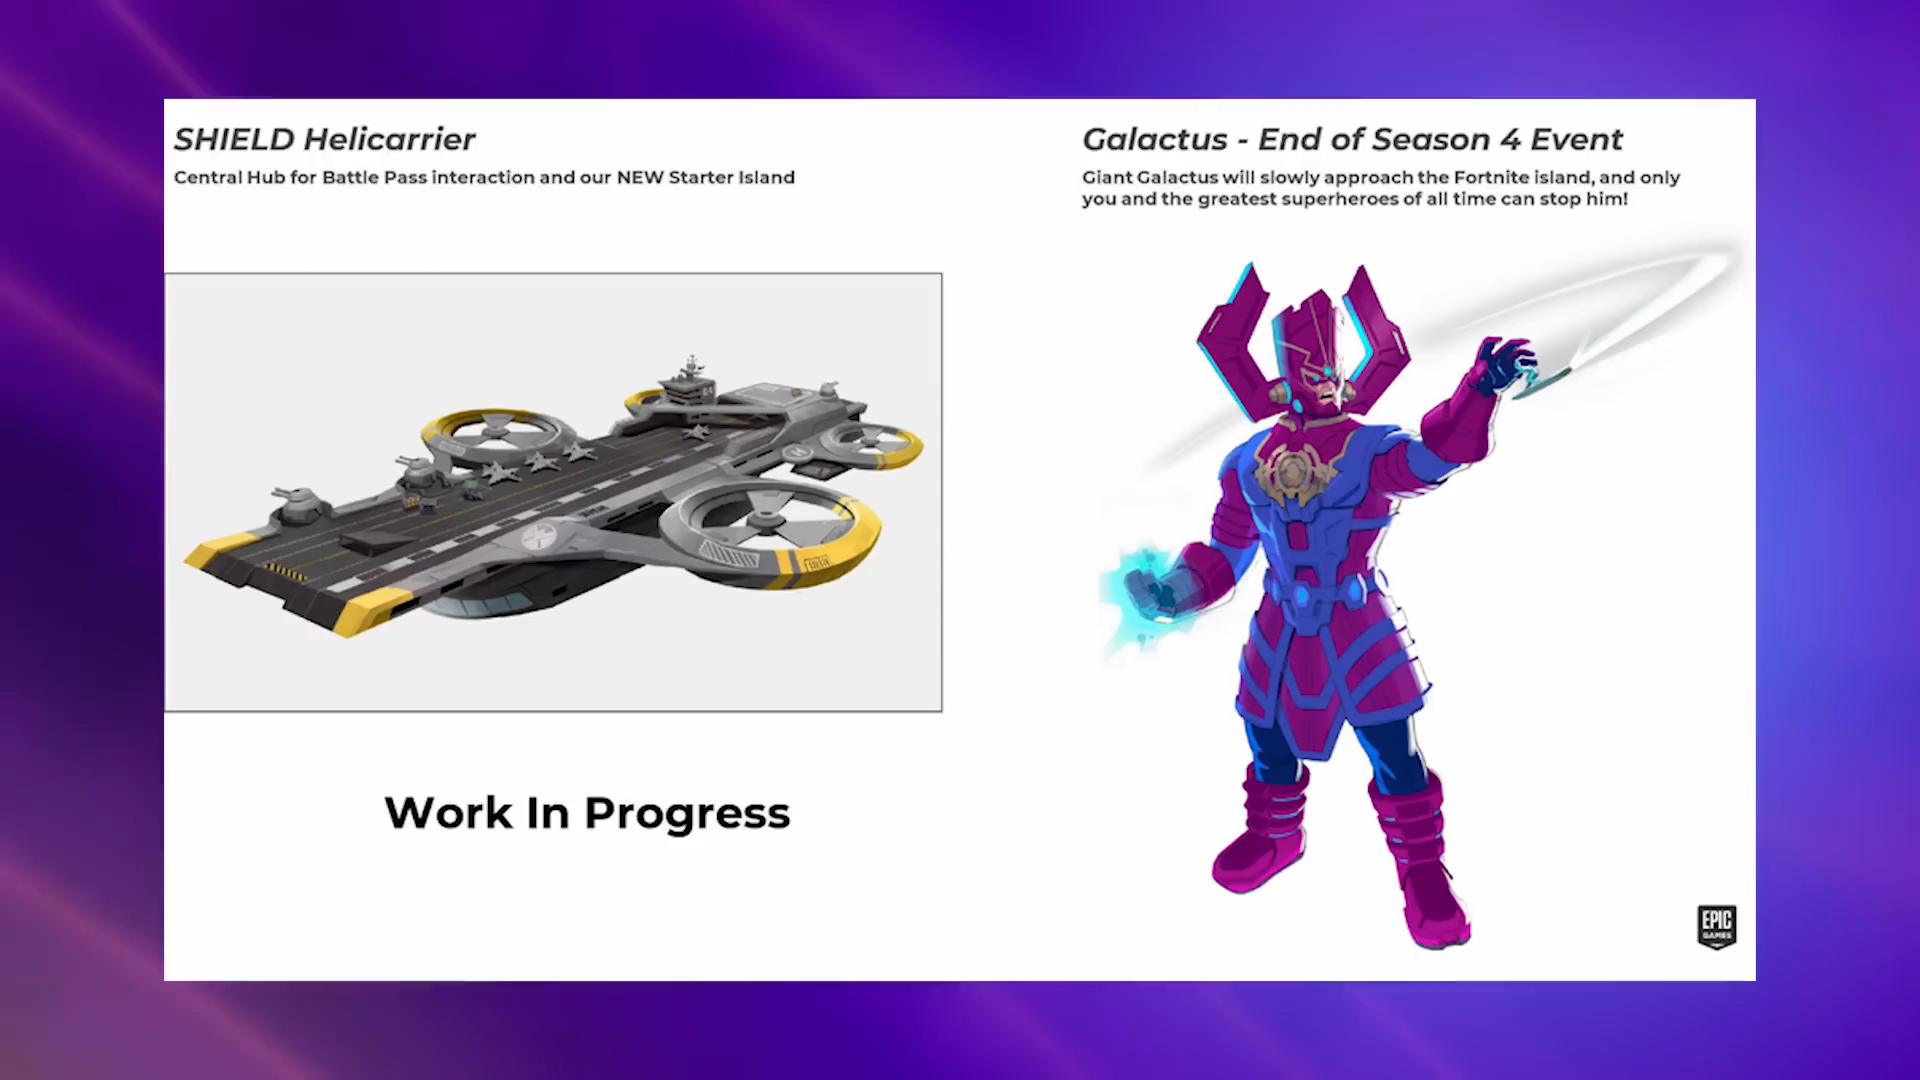 SHIELD Helicarrier
Central Hub for Battle Pass interaction and our NEW Starter Island
Galactus - End of Season 4 Event
Giant Galactus will slowly approach the Fortnite island, and only
you and the greatest superheroes of all time can stop him!
Work In Progress
EPIC
GAMES